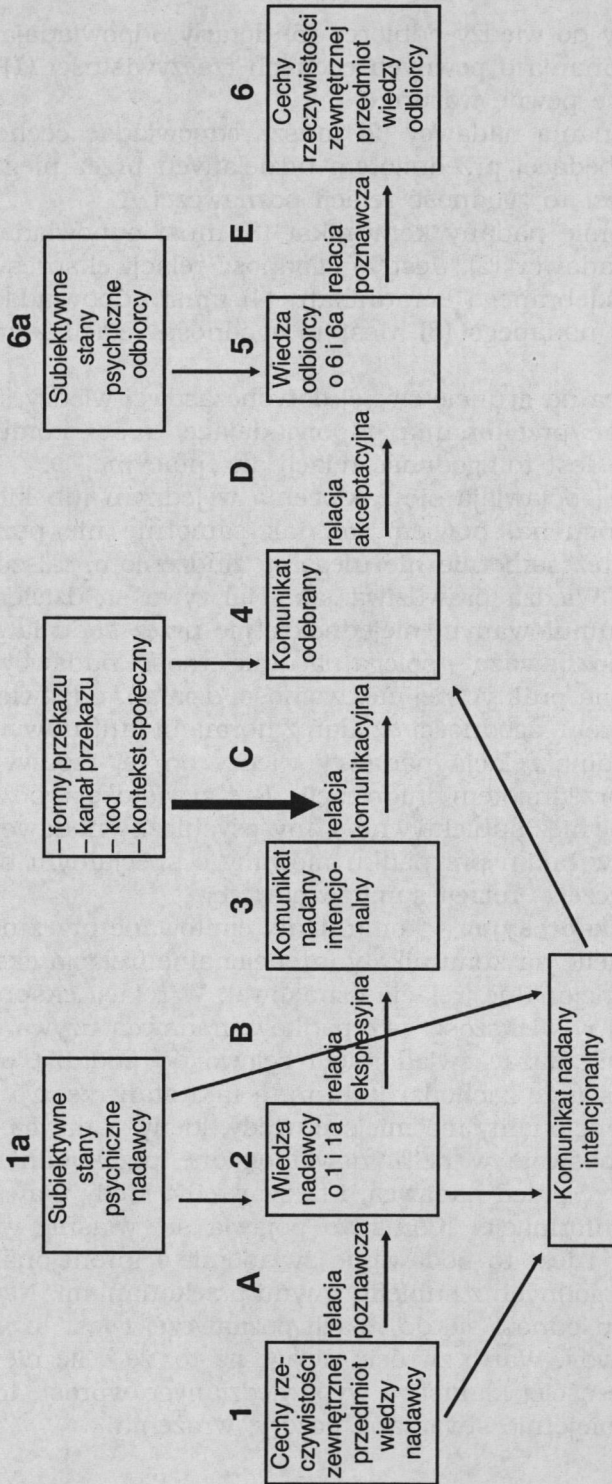 1a
Subiektywne
stany
psychiczne
nadawcy
– formy przekazu
– kanał przekazu
– kod
– kontekst społeczny
6a
Subiektywne
stany
psychiczne
odbiorcy
1
Cechy rze-
czywistości
zewnętrznej
przedmiot
wiedzy
nadawcy
A
relacja
poznawcza
2
Wiedza
nadawcy
o 1 i 1a
B
relacja
ekspresyjna
3
Komunikat
nadany
intencjo-
nalny
C
relacja
komunikacyjna
4
Komunikat
odebrany
D
relacja
akceptacyjna
5
Wiedza
odbiorcy
o 6 i 6a
E
relacja
poznawcza
6
Cechy
rzeczywistości
zewnętrznej
przedmiot
wiedzy
odbiorcy
Komunikat nadany
intencjonalny